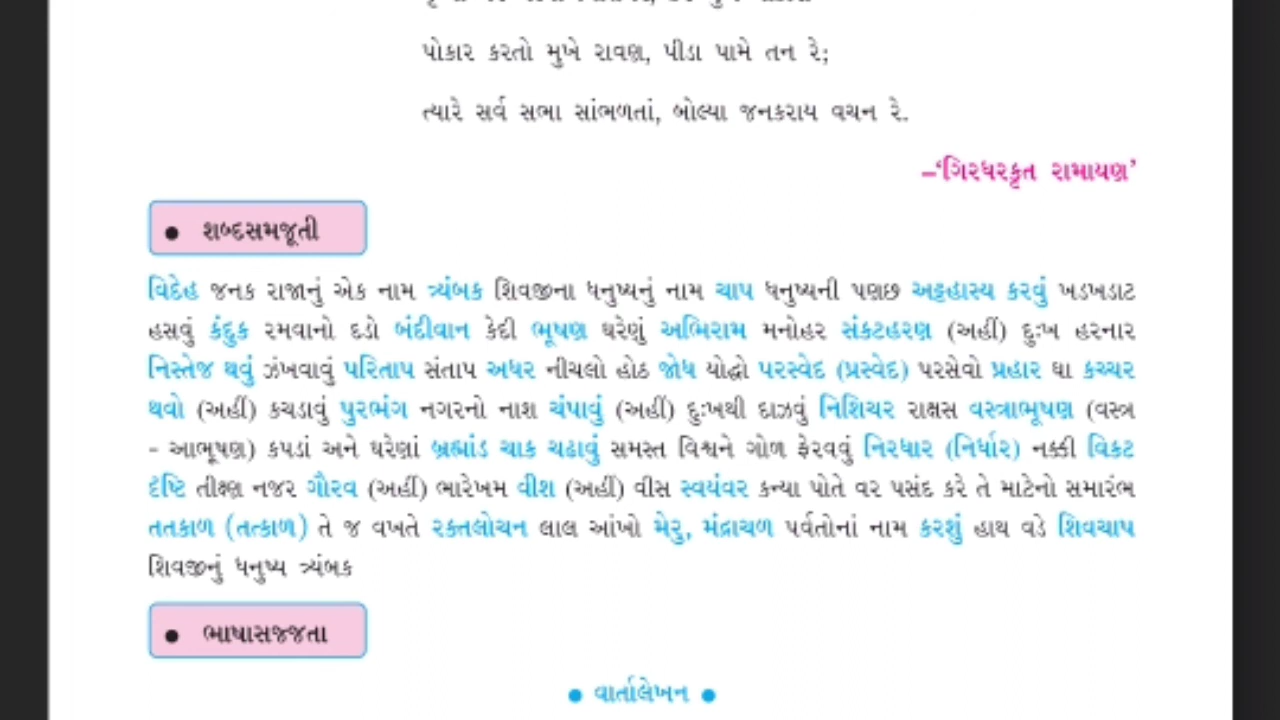 પોકાર કરતો મુખે રાવણ, પીડા પામે તન રે;
ત્યારે સર્વ સભા સાંભળતાં, બોલ્યા જનકરાય વચન રે.
–‘ગિરધરકૃત રામાયણ’
● શબ્દસમજૂતી
વિદેહ જનક રાજાનું એક નામ ત્ર્યંબક શિવજીના ધનુષ્યનું નામ ચાપ ધનુષ્યની પણછ અટ્ટહાસ્ય કરવું ખડખડાટ
હસવું કંદુક રમવાનો દડો બંદીવાન કેદી ભૂષણ ઘરેણું અભિરામ મનોહર સંકટહરણ (અહીં) દુઃખ હરનાર
નિસ્તેજ થવું ઝંખવાવું પરિતાપ સંતાપ અધર નીચલો હોઠ જોધ યોદ્ધો પરસ્વેદ (પ્રસ્વેદ) પરસેવો પ્રહાર ઘા કચ્ચર
થવો (અહીં) કચડાવું પુરભંગ નગરનો નાશ ચંપાવું (અહીં) દુઃખથી દાઝવું નિશિચર રાક્ષસ વસ્ત્રાભૂષણ (વસ્ત્ર
- આભૂષણ) કપડાં અને ઘરેણાં બ્રહ્માંડ ચાક ચઢાવું સમસ્ત વિશ્વને ગોળ ફેરવવું નિરધાર (નિર્ધાર) નક્કી વિકટ
દૃષ્ટિ તીક્ષ્ણ નજર ગૌરવ (અહીં) ભારેખમ વીશ (અહીં) વીસ સ્વયંવર કન્યા પોતે વર પસંદ કરે તે માટેનો સમારંભ
તતકાળ (તત્કાળ) તે જ વખતે રક્તલોચન લાલ આંખો મેરુ, મંદ્રાચળ પર્વતોનાં નામ કરશું હાથ વડે શિવચાપ
શિવજીનું ધનુષ્ય ત્ર્યંબક
● ભાષાસજ્જતા
● વાર્તાલેખન ●